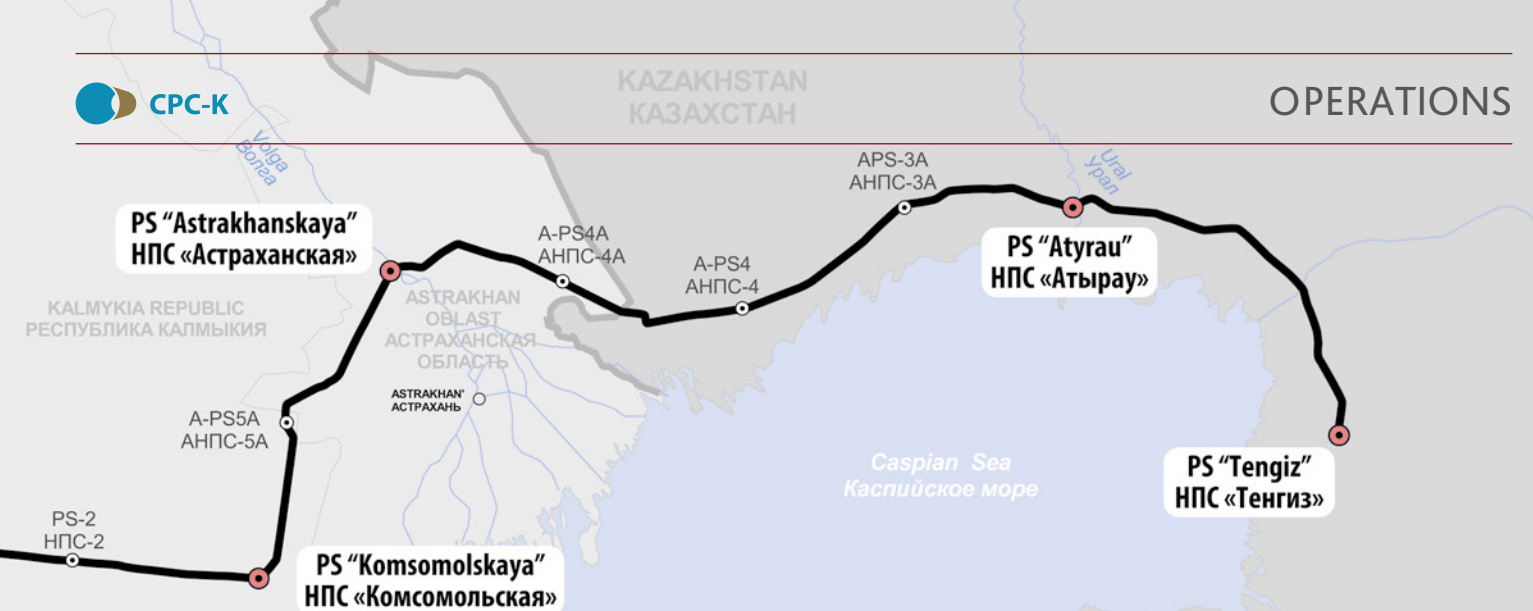 CPC-K
OPERATIONS
KAZAKHSTAN
КАЗАХСТАН
Volga
Волга
Ural
Урал
APS-3A
АНПС-3А
PS “Astrakhanskaya”
НПС «Астраханская»
A-PS4A
АНПС-4А
A-PS4
АНПС-4
PS “Atyrau”
НПС «Атырау»
KALMYKIA REPUBLIC
РЕСПУБЛИКА КАЛМЫКИЯ
ASTRAKHAN
OBLAST
АСТРАХАНСКАЯ
ОБЛАСТЬ
ASTRAKHAN'
АСТРАХАНЬ
A-PS5A
АНПС-5А
Caspian Sea
Каспийское море
PS “Tengiz”
НПС «Тенгиз»
PS-2
НПС-2
PS “Komsomolskaya”
НПС «Комсомольская»